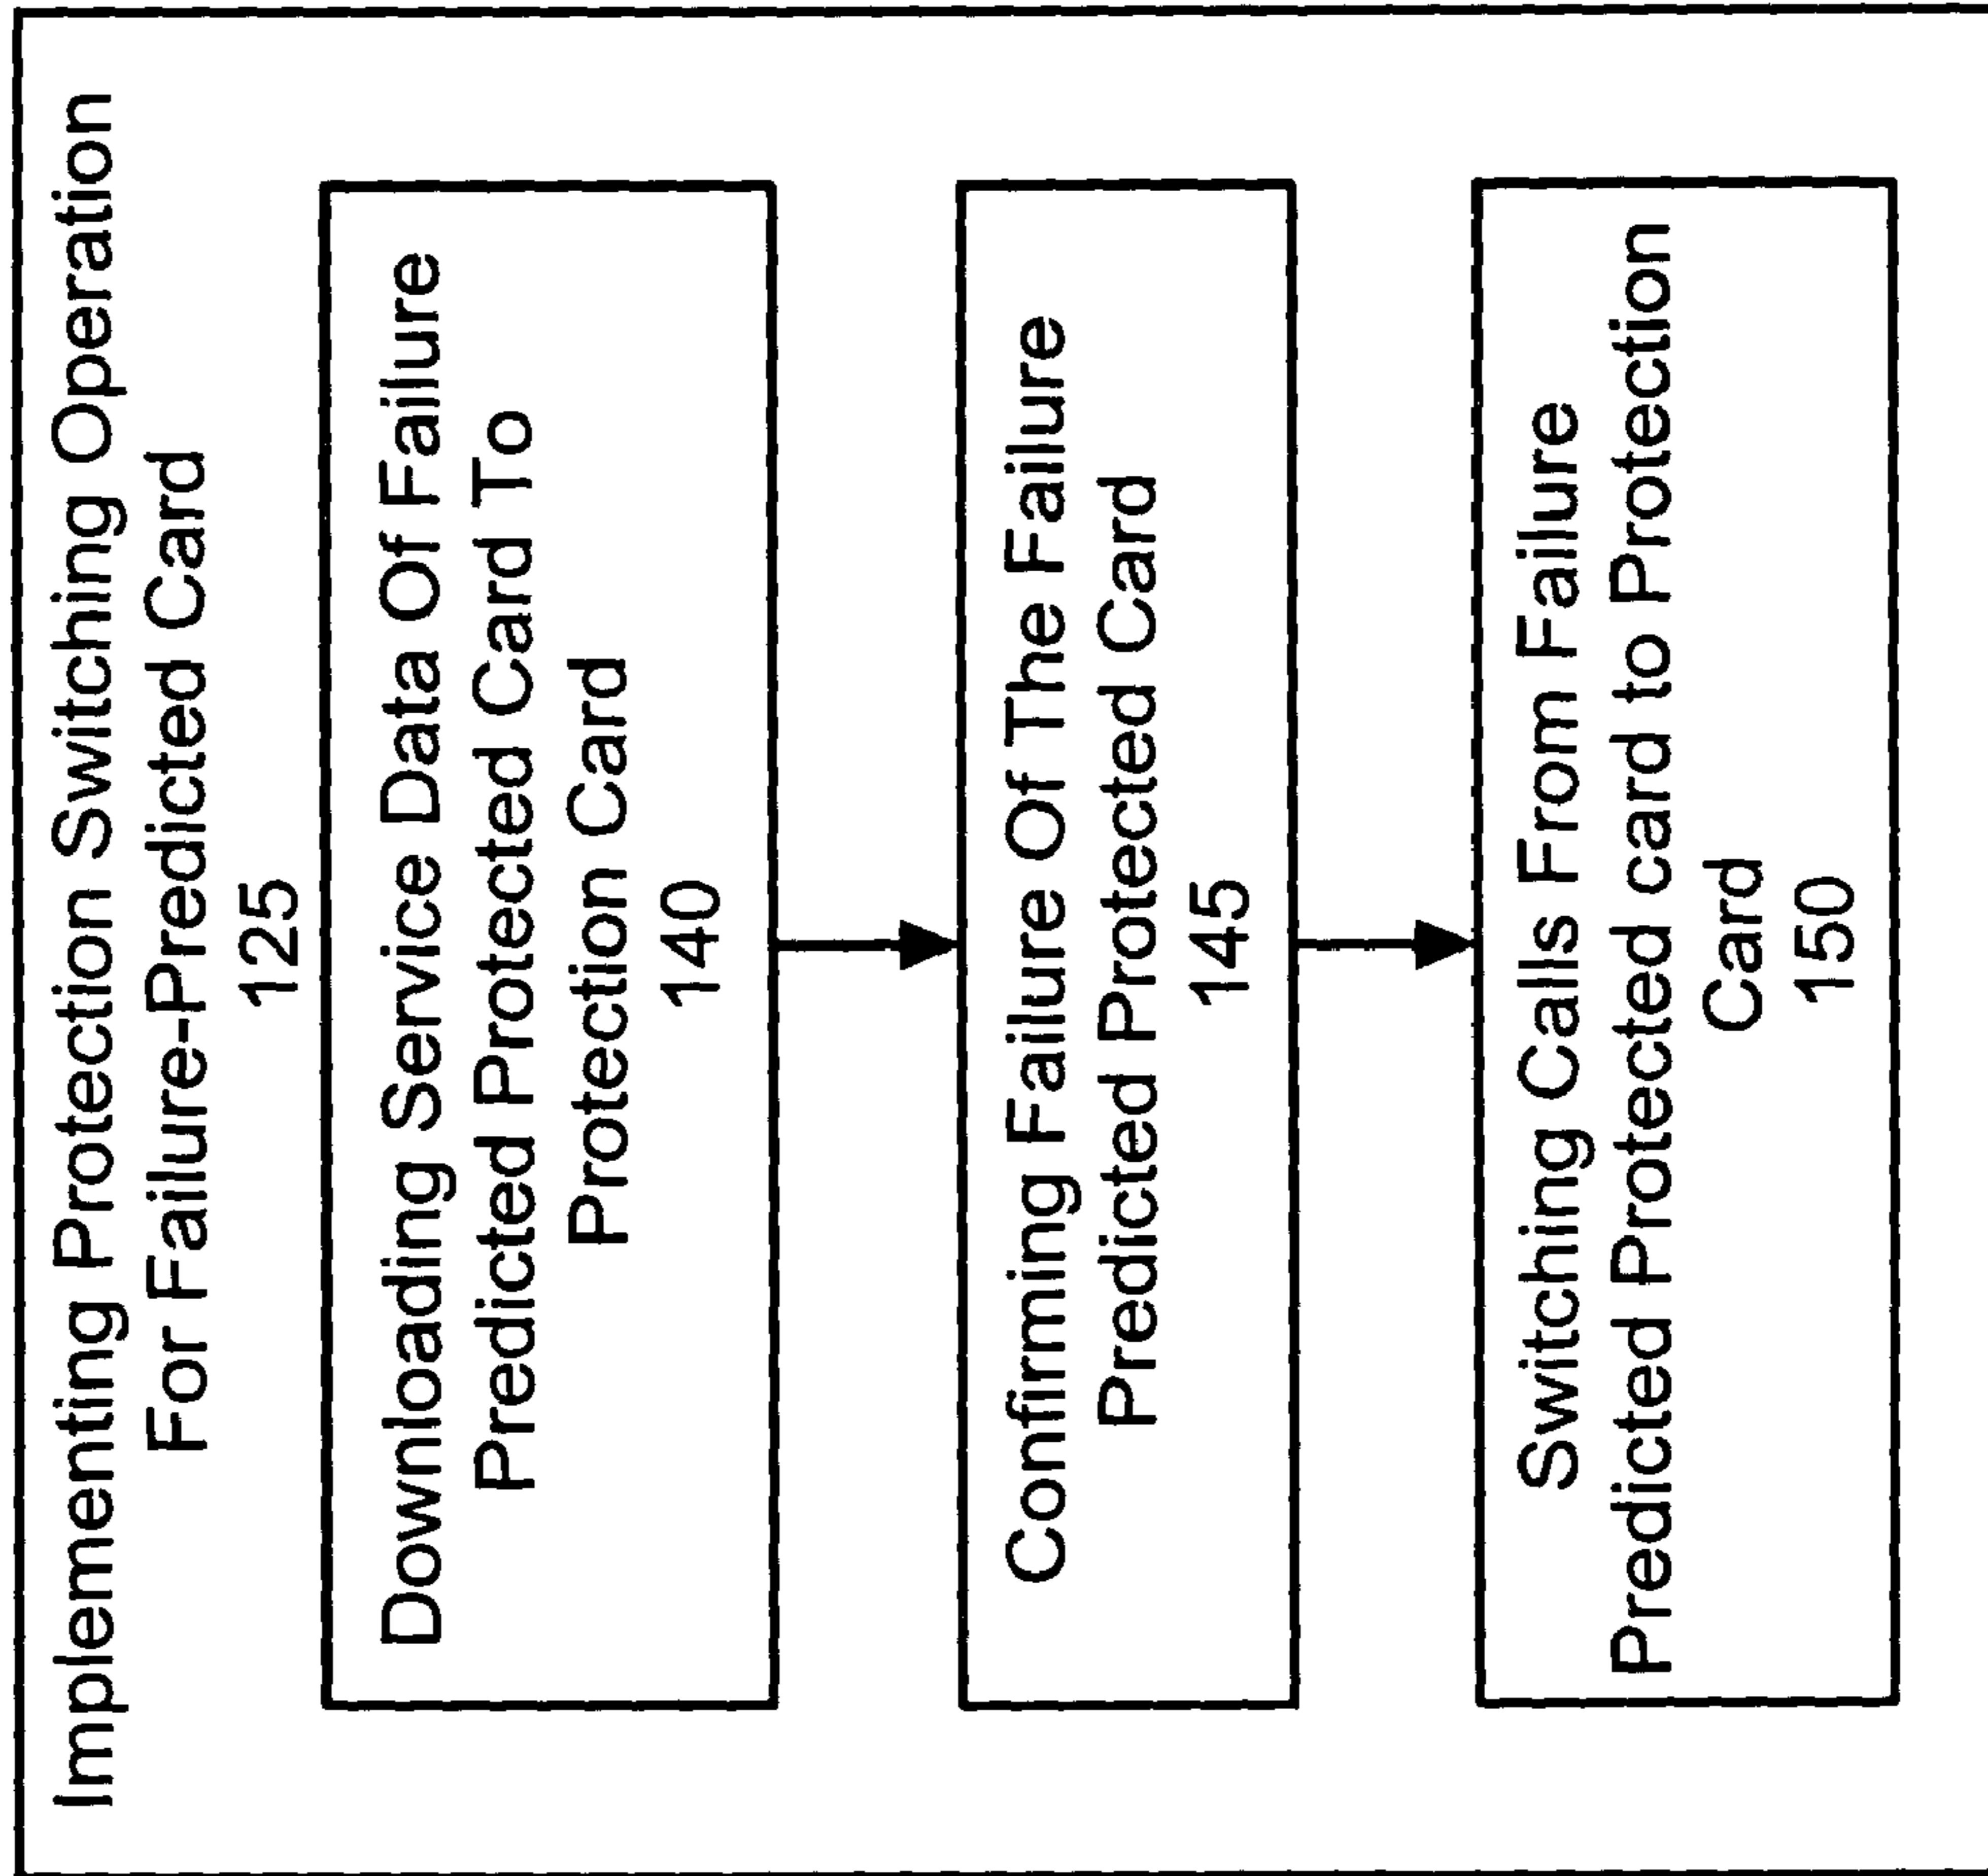 Implementing Protection Switching Operation
For Failure-Predicted Card
125
Downloading Service Data Of Failure
Predicted Protected Card To
Protection Card
140
Confirming Failure Of The Failure
Predicted Protected Card
145
Switching Calls From Failure
Predicted Protected card to Protection
Card
150